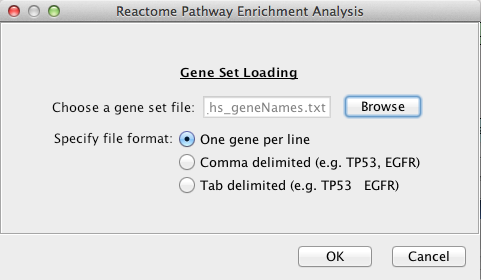 Reactome Pathway Enrichment Analysis
Gene Set Loading
Choose a gene set file: _hs_geneNames.txt Browse
Specify file format: One gene per line
Comma delimited (e.g. TP53, EGFR)
Tab delimited (e.g. TP53 EGFR)
OK Cancel